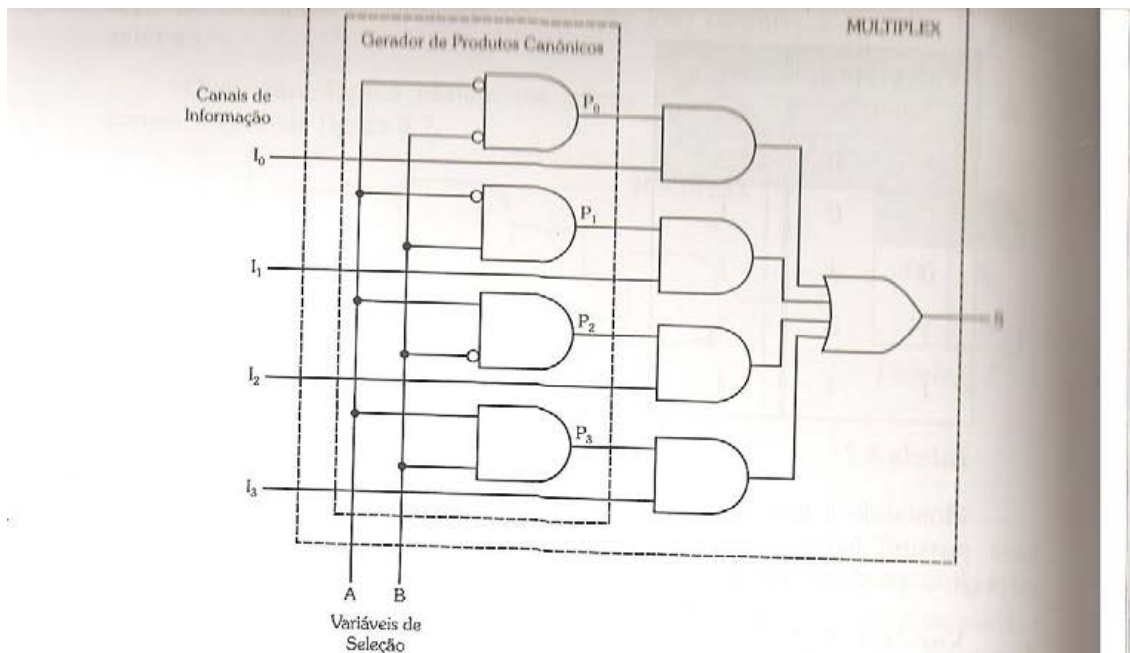 MULTIPLEX
Gerador de Produtos Canônicos
Canais de
Informação
P₀
I₀
P₁
I₁
P₂
I₂
P₃
I₃
A B
Variáveis de
Seleção